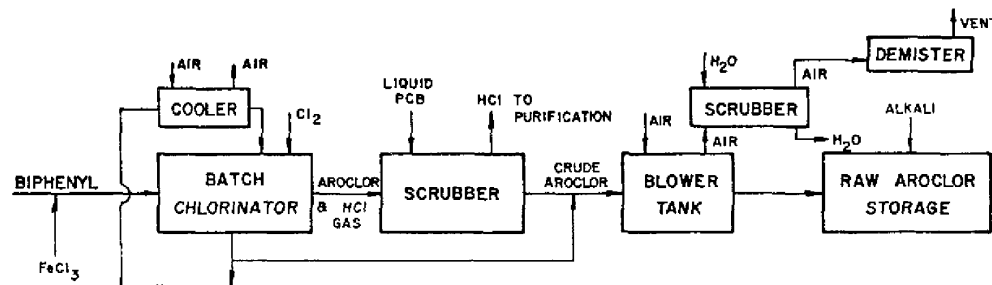 VENT
AIR
AIR
DEMISTER
H2O
AIR
COOLER
LIQUID
PCB
HCl TO
PURIFICATION
SCRUBBER
ALKALI
Cl2
AIR
AIR
H2O
BIPHENYL
BATCH
CHLORINATOR
AROCLOR
& HCl
GAS
SCRUBBER
CRUDE
AROCLOR
BLOWER
TANK
RAW AROCLOR
STORAGE
FeCl3